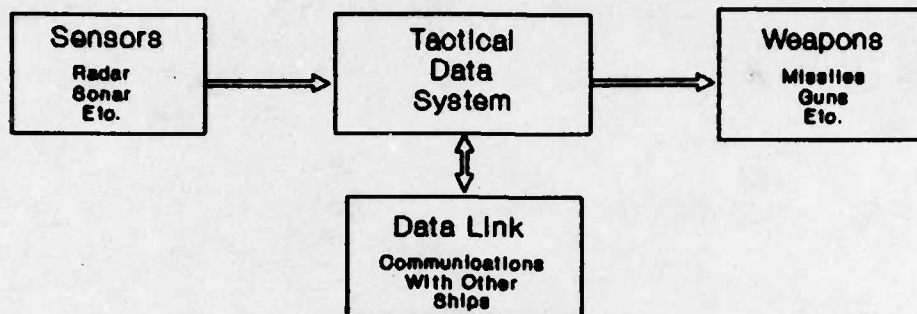 Sensors
Radar
Sonar
Etc.
Tactical
Data
System
Weapons
Missiles
Guns
Etc.
Data Link
Communications
With Other
Ships